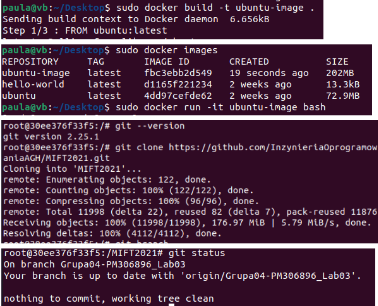 paula@vb:~/Desktop$ sudo docker build -t ubuntu-image .
Sending build context to Docker daemon  6.656kB
Step 1/3 : FROM ubuntu:latest
paula@vb:~/Desktop$ sudo docker images
REPOSITORY     TAG       IMAGE ID       CREATED          SIZE
ubuntu-image   latest    fbc3ebb2d549   19 seconds ago   202MB
hello-world    latest    d1165f221234   2 weeks ago      13.3kB
ubuntu         latest    4dd97cefde62   2 weeks ago      72.9MB
paula@vb:~/Desktop$ sudo docker run -it ubuntu-image bash
root@30ee376f33f5:/# git --version
git version 2.25.1
root@30ee376f33f5:/# git clone https://github.com/InzynieriaOprogramow
aniaAGH/MIFT2021.git
Cloning into 'MIFT2021'...
remote: Enumerating objects: 122, done.
remote: Counting objects: 100% (122/122), done.
remote: Compressing objects: 100% (96/96), done.
remote: Total 11998 (delta 22), reused 82 (delta 7), pack-reused 11876
Receiving objects: 100% (11998/11998), 176.97 MiB | 5.79 MiB/s, done.
Resolving deltas: 100% (4112/4112), done.
root@30ee376f33f5:/# git branch
root@30ee376f33f5:/MIFT2021# git status
On branch Grupa04-PM306896_Lab03
Your branch is up to date with 'origin/Grupa04-PM306896_Lab03'.
nothing to commit, working tree clean